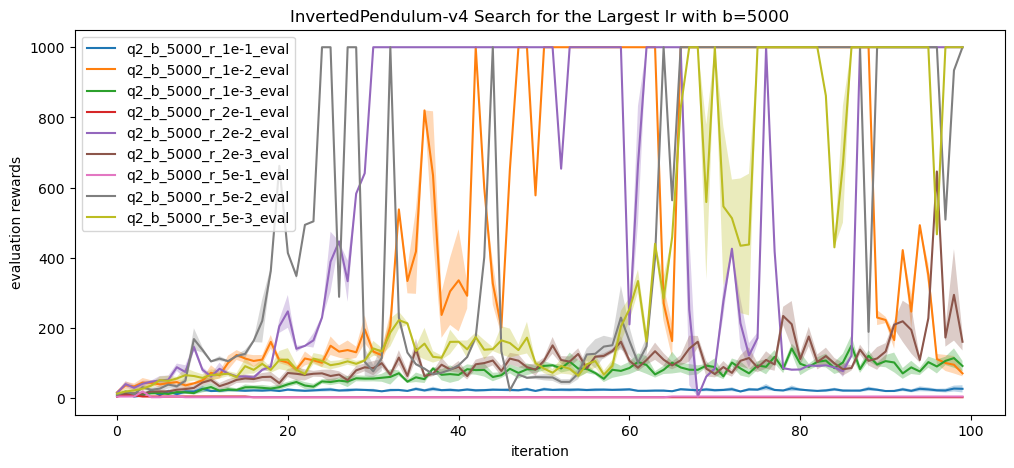 InvertedPendulum-v4 Search for the Largest lr with b=5000
evaluation rewards
1000
800
600
400
200
0
q2_b_5000_r_1e-1_eval
q2_b_5000_r_1e-2_eval
q2_b_5000_r_1e-3_eval
q2_b_5000_r_2e-1_eval
q2_b_5000_r_2e-2_eval
q2_b_5000_r_2e-3_eval
q2_b_5000_r_5e-1_eval
q2_b_5000_r_5e-2_eval
q2_b_5000_r_5e-3_eval
0 20 40 60 80 100
iteration